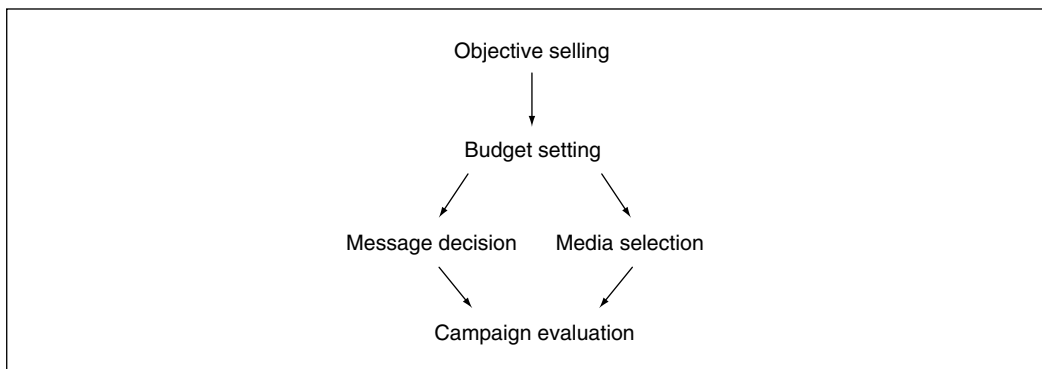 Objective selling
Budget setting
Message decision Media selection
Campaign evaluation